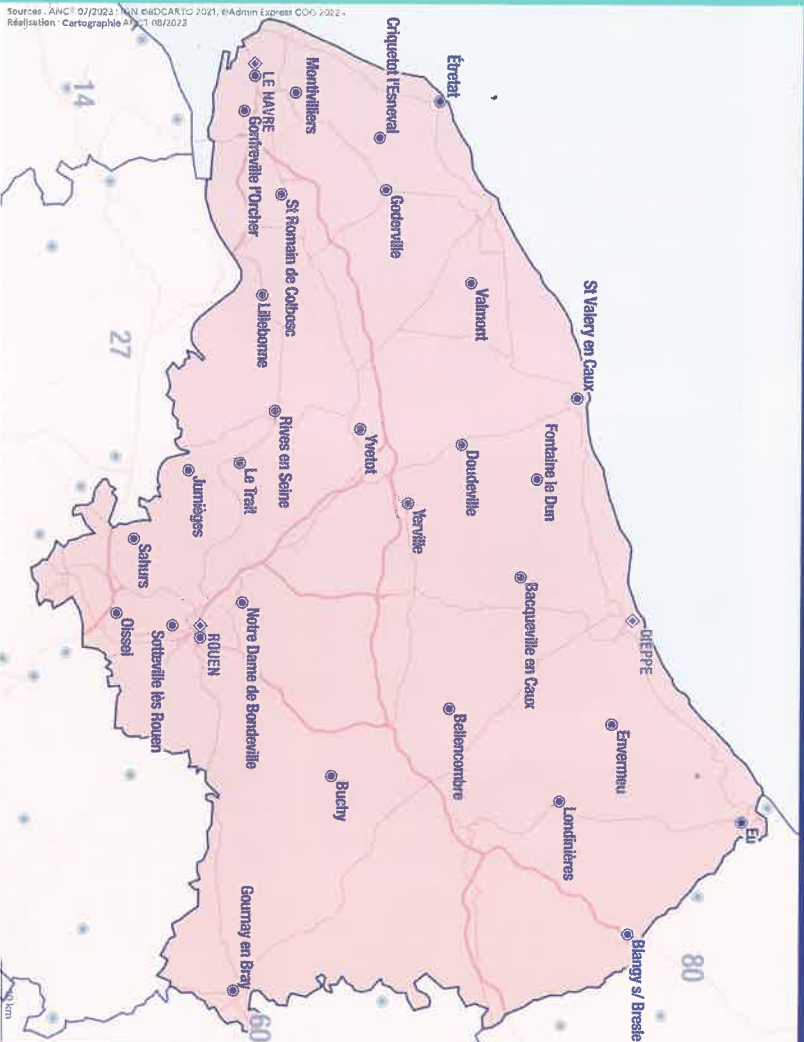 Sources : ANCT 07/2023 ; IGN ©BDCARTO 2021, ©Admin Express COG 2022 -
Réalisation : Cartographie ANCT 08/2023
80
Eu
Blangy s/ Bresle
DIEPPE
Envermeu
Londinières
St Valery en Caux
Fontaine le Dun
Bacqueville en Caux
Valmont
Doudeville
Bellencombre
Étretat
Criquetot l'Esneval
Goderville
Yvetot
Yerville
Buchy
Montivilliers
St Romain de Colbosc
Rives en Seine
LE HAVRE
Gonfreville l'Orcher
Lillebonne
Le Trait
Notre Dame de Bondeville
Gournay en Bray
60
Jumièges
ROUEN
Sotteville lès Rouen
Sahurs
Oissel
14
27
km